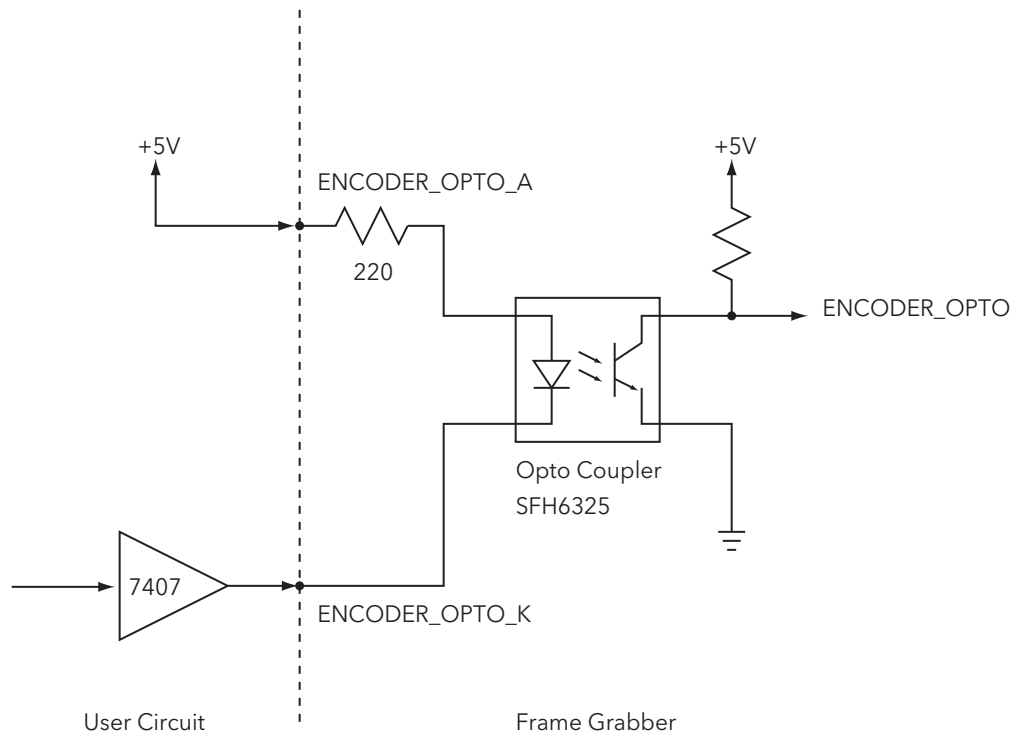 +5V
+5V
ENCODER_OPTO_A
220
ENCODER_OPTO
Opto Coupler
SFH6325
7407
ENCODER_OPTO_K
User Circuit
Frame Grabber